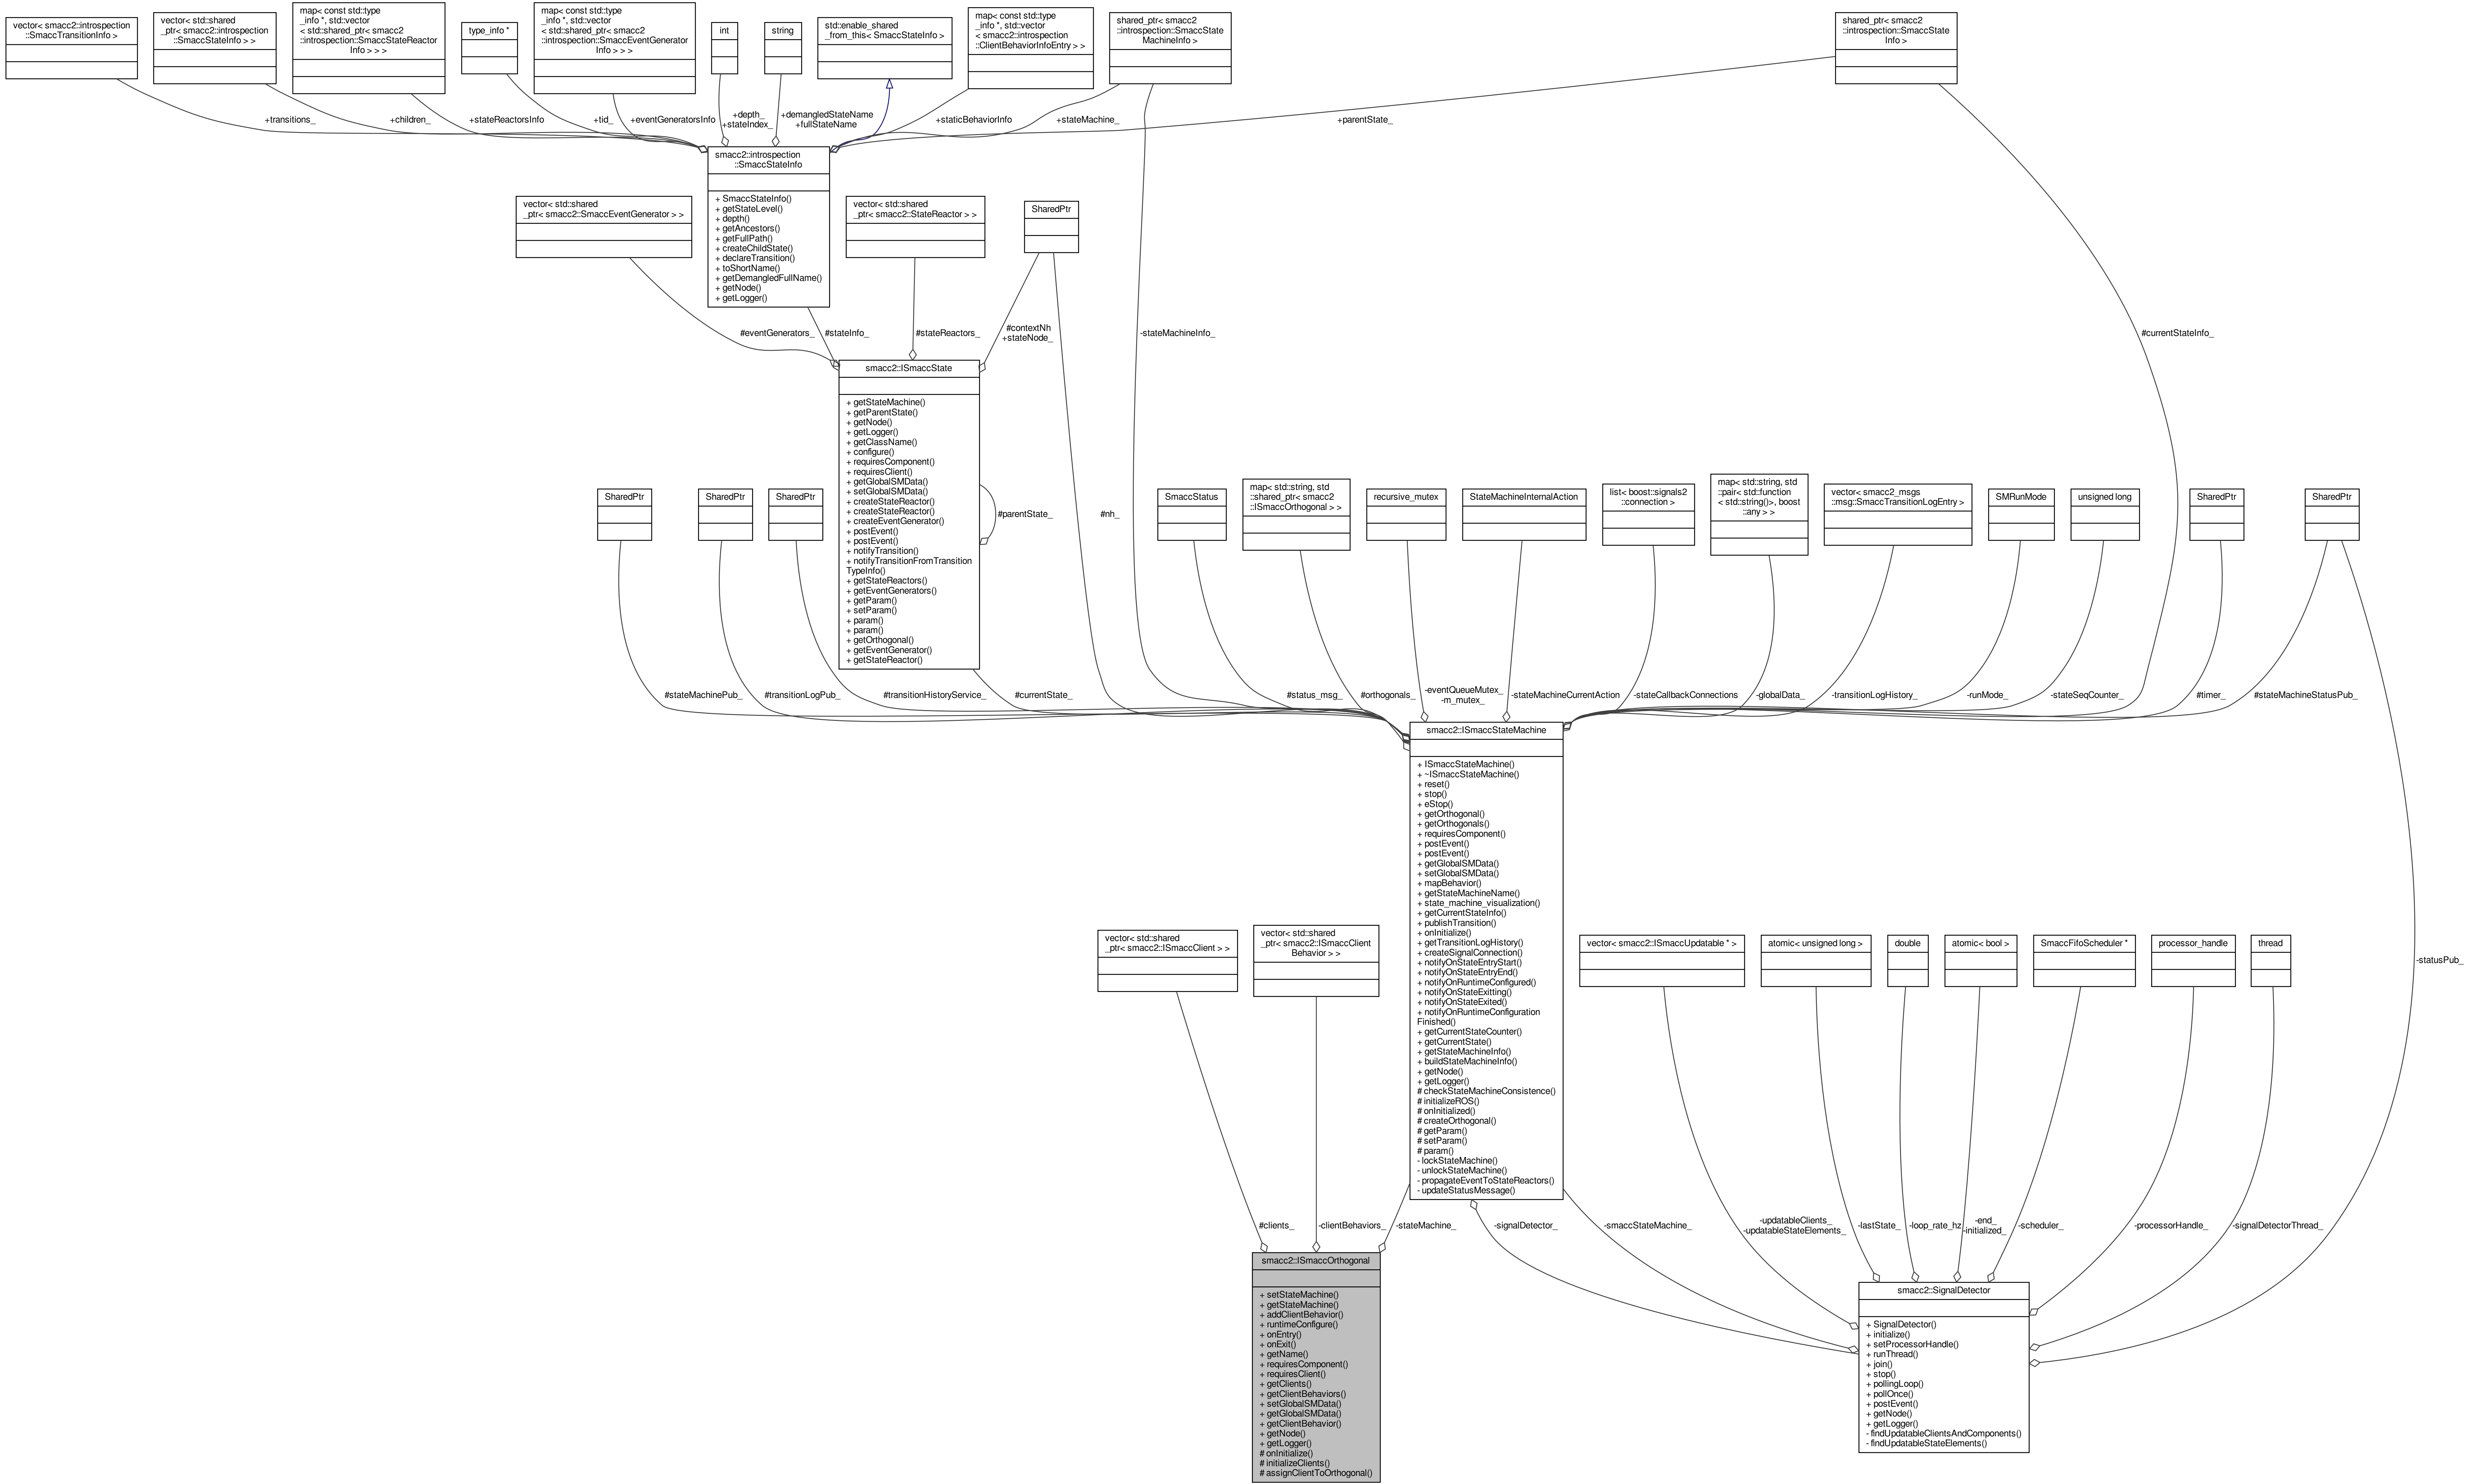 vector< smacc2::introspection
::SmaccTransitionInfo >
vector< std::shared
_ptr< smacc2::introspection
::SmaccStateInfo > >
map< const std::type
_info *, std::vector
< std::shared_ptr< smacc2
::introspection::SmaccStateReactor
Info > > >
type_info *
map< const std::type
_info *, std::vector
< std::shared_ptr< smacc2
::introspection::SmaccEventGenerator
Info > > >
int
string
std::enable_shared
_from_this< SmaccStateInfo >
map< const std::type
_info *, std::vector
< smacc2::introspection
::ClientBehaviorInfoEntry > >
shared_ptr< smacc2
::introspection::SmaccState
MachineInfo >
shared_ptr< smacc2
::introspection::SmaccState
Info >
+transitions_
+children_
+stateReactorsInfo
+tid_
+eventGeneratorsInfo
+depth_
+stateIndex_
+demangledStateName
+fullStateName
+staticBehaviorInfo
+stateMachine_
+parentState_
smacc2::introspection
::SmaccStateInfo
+ SmaccStateInfo()
+ getStateLevel()
+ depth()
+ getAncestors()
+ getFullPath()
+ createChildState()
+ declareTransition()
+ toShortName()
+ getDemangledFullName()
+ getNode()
+ getLogger()
vector< std::shared
_ptr< smacc2::SmaccEventGenerator > >
vector< std::shared
_ptr< smacc2::StateReactor > >
SharedPtr
#eventGenerators_
#stateInfo_
#stateReactors_
#contextNh
+stateNode_
-stateMachineInfo_
#currentStateInfo_
smacc2::ISmaccState
+ getStateMachine()
+ getParentState()
+ getNode()
+ getLogger()
+ getClassName()
+ configure()
+ requiresComponent()
+ requiresClient()
+ getGlobalSMData()
+ setGlobalSMData()
+ createStateReactor()
+ createStateReactor()
+ createEventGenerator()
+ postEvent()
+ postEvent()
+ notifyTransition()
+ notifyTransitionFromTransition
TypeInfo()
+ getStateReactors()
+ getEventGenerators()
+ getParam()
+ setParam()
+ param()
+ param()
+ getOrthogonal()
+ getEventGenerator()
+ getStateReactor()
#parentState_
#nh_
SharedPtr
SharedPtr
SharedPtr
SmaccStatus
map< std::string, std
::shared_ptr< smacc2
::ISmaccOrthogonal > >
recursive_mutex
StateMachineInternalAction
list< boost::signals2
::connection >
map< std::string, std
::pair< std::function
< std::string()>, boost
::any > >
vector< smacc2_msgs
::msg::SmaccTransitionLogEntry >
SMRunMode
unsigned long
SharedPtr
SharedPtr
#stateMachinePub_
#transitionLogPub_
#transitionHistoryService_
#currentState_
#status_msg_
#orthogonals_
-eventQueueMutex_
-m_mutex_
-stateMachineCurrentAction
-stateCallbackConnections
-globalData_
-transitionLogHistory_
-runMode_
-stateSeqCounter_
#timer_
#stateMachineStatusPub_
smacc2::ISmaccStateMachine
+ ISmaccStateMachine()
+ ~ISmaccStateMachine()
+ reset()
+ stop()
+ eStop()
+ getOrthogonal()
+ getOrthogonals()
+ requiresComponent()
+ postEvent()
+ postEvent()
+ getGlobalSMData()
+ setGlobalSMData()
+ mapBehavior()
+ getStateMachineName()
+ state_machine_visualization()
+ getCurrentStateInfo()
+ publishTransition()
+ onInitialize()
+ getTransitionLogHistory()
+ createSignalConnection()
+ notifyOnStateEntryStart()
+ notifyOnStateEntryEnd()
+ notifyOnRuntimeConfigured()
+ notifyOnStateExitting()
+ notifyOnStateExited()
+ notifyOnRuntimeConfiguration
Finished()
+ getCurrentStateCounter()
+ getCurrentState()
+ getStateMachineInfo()
+ buildStateMachineInfo()
+ getNode()
+ getLogger()
# checkStateMachineConsistence()
# initializeROS()
# onInitialized()
# createOrthogonal()
# getParam()
# setParam()
# param()
- lockStateMachine()
- unlockStateMachine()
- propagateEventToStateReactors()
- updateStatusMessage()
vector< std::shared
_ptr< smacc2::ISmaccClient > >
vector< std::shared
_ptr< smacc2::ISmaccClient
Behavior > >
vector< smacc2::ISmaccUpdatable * >
atomic< unsigned long >
double
atomic< bool >
SmaccFifoScheduler *
processor_handle
thread
-statusPub_
#clients_
-clientBehaviors_
-stateMachine_
-signalDetector_
-smaccStateMachine_
-updatableClients_
-updatableStateElements_
-lastState_
-loop_rate_hz
-end_
-initialized_
-scheduler_
-processorHandle_
-signalDetectorThread_
smacc2::ISmaccOrthogonal
+ setStateMachine()
+ getStateMachine()
+ addClientBehavior()
+ runtimeConfigure()
+ onEntry()
+ onExit()
+ getName()
+ requiresComponent()
+ requiresClient()
+ getClients()
+ getClientBehaviors()
+ setGlobalSMData()
+ getGlobalSMData()
+ getClientBehavior()
+ getNode()
+ getLogger()
# onInitialize()
# initializeClients()
# assignClientToOrthogonal()
smacc2::SignalDetector
+ SignalDetector()
+ initialize()
+ setProcessorHandle()
+ runThread()
+ join()
+ stop()
+ pollingLoop()
+ pollOnce()
+ postEvent()
+ getNode()
+ getLogger()
- findUpdatableClientsAndComponents()
- findUpdatableStateElements()